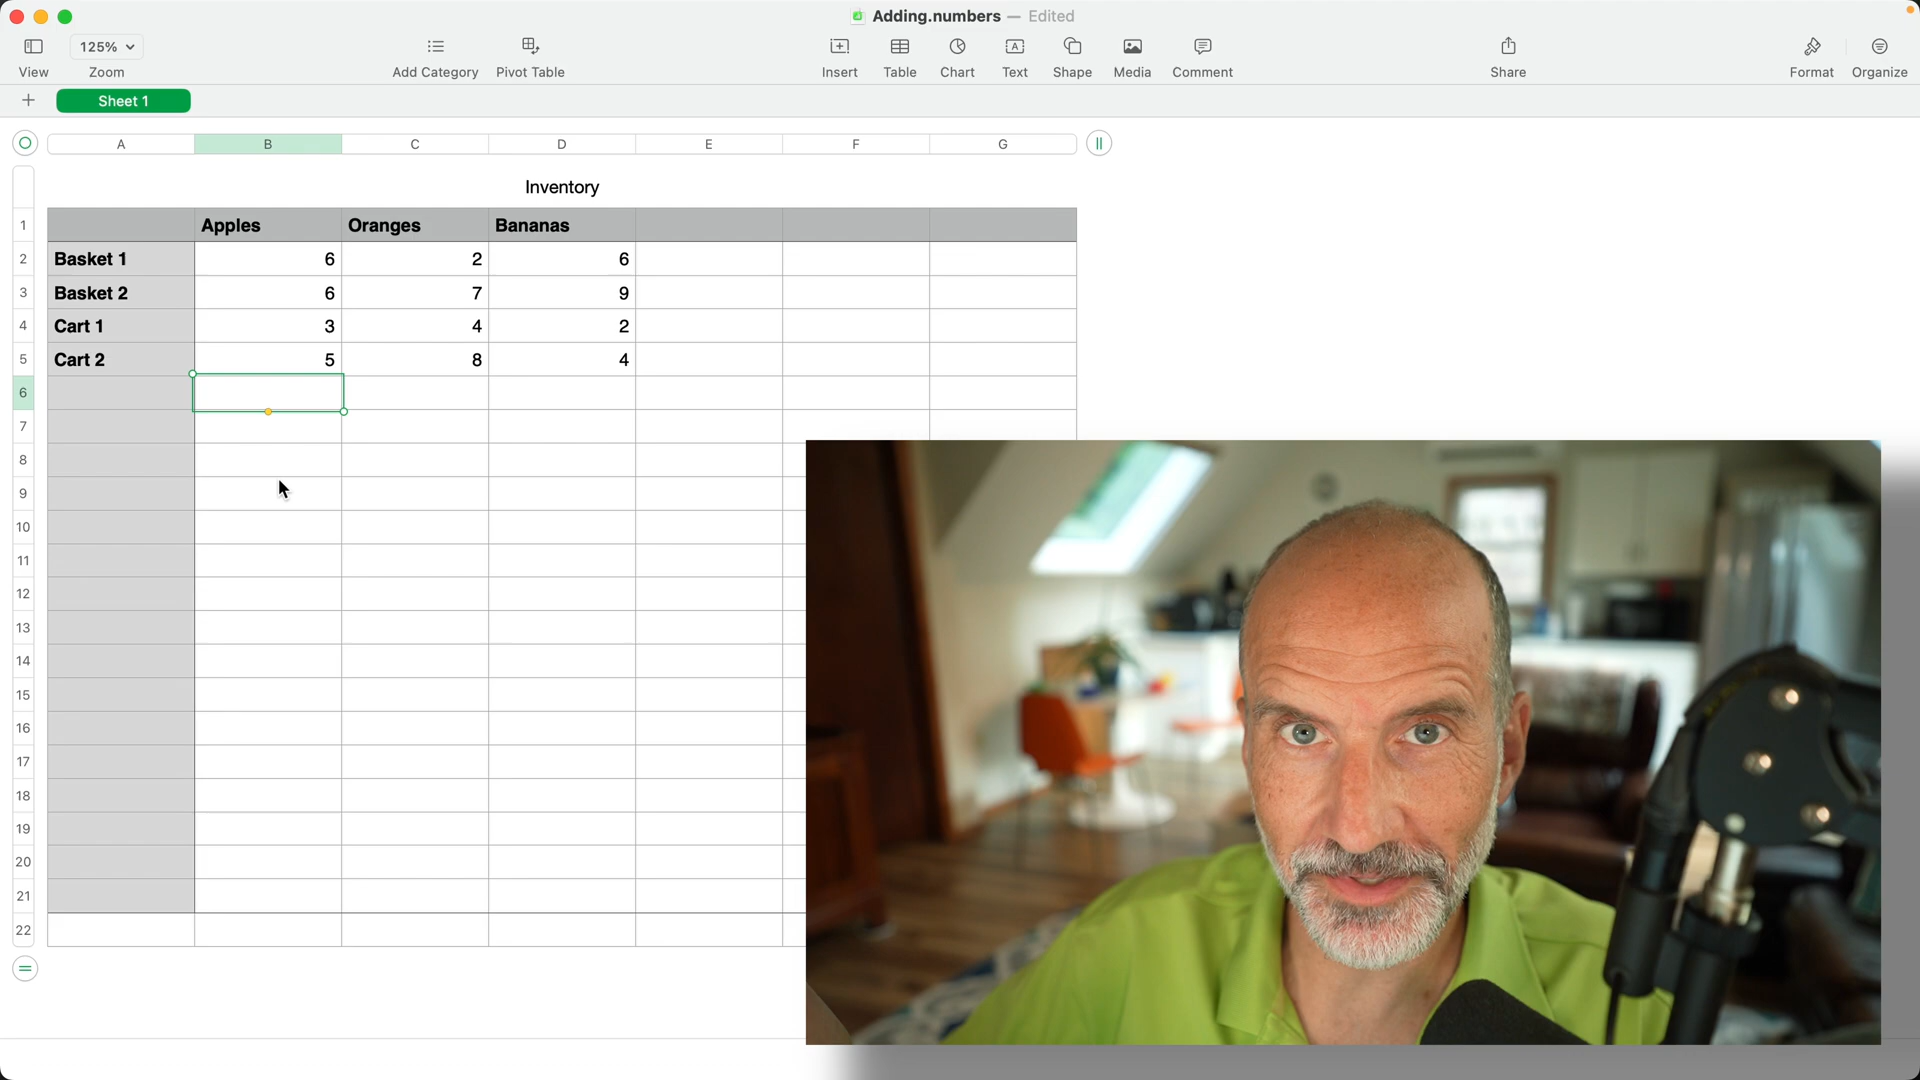 Adding.numbers — Edited
125%
View
Zoom
Add Category
Pivot Table
Insert
Table
Chart
Text
Shape
Media
Comment
Share
Format
Organize
Sheet 1
A B C D E F G
Inventory
1 Apples Oranges Bananas
2 Basket 1 6 2 6
3 Basket 2 6 7 9
4 Cart 1 3 4 2
5 Cart 2 5 8 4
6
7
8
9
10
11
12
13
14
15
16
17
18
19
20
21
22